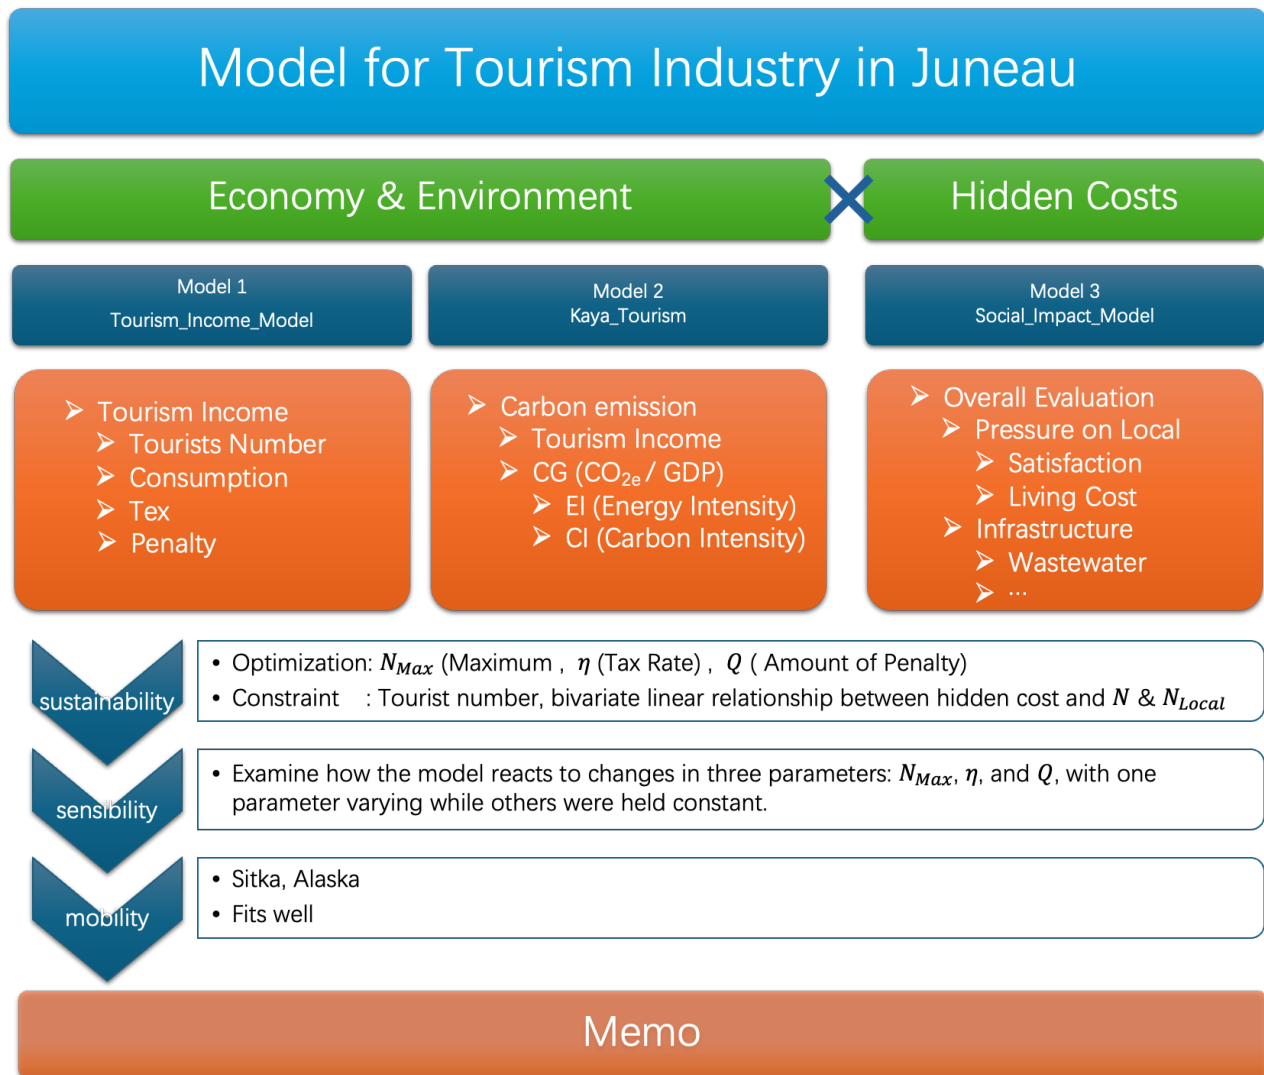 Model for Tourism Industry in Juneau
Economy & Environment
Hidden Costs
Model 1
Tourism_Income_Model
Model 2
Kaya_Tourism
Model 3
Social_Impact_Model
➢ Tourism Income
➢ Tourists Number
➢ Consumption
➢ Tex
➢ Penalty
➢ Carbon emission
➢ Tourism Income
➢ CG (CO2e / GDP)
➢ EI (Energy Intensity)
➢ CI (Carbon Intensity)
➢ Overall Evaluation
➢ Pressure on Local
➢ Satisfaction
➢ Living Cost
➢ Infrastructure
➢ Wastewater
➢ ...
sustainability
• Optimization: N_Max (Maximum , η (Tax Rate) , Q ( Amount of Penalty)
• Constraint : Tourist number, bivariate linear relationship between hidden cost and N & N_Local
sensibility
• Examine how the model reacts to changes in three parameters: N_Max, η, and Q, with one
parameter varying while others were held constant.
mobility
• Sitka, Alaska
• Fits well
Memo